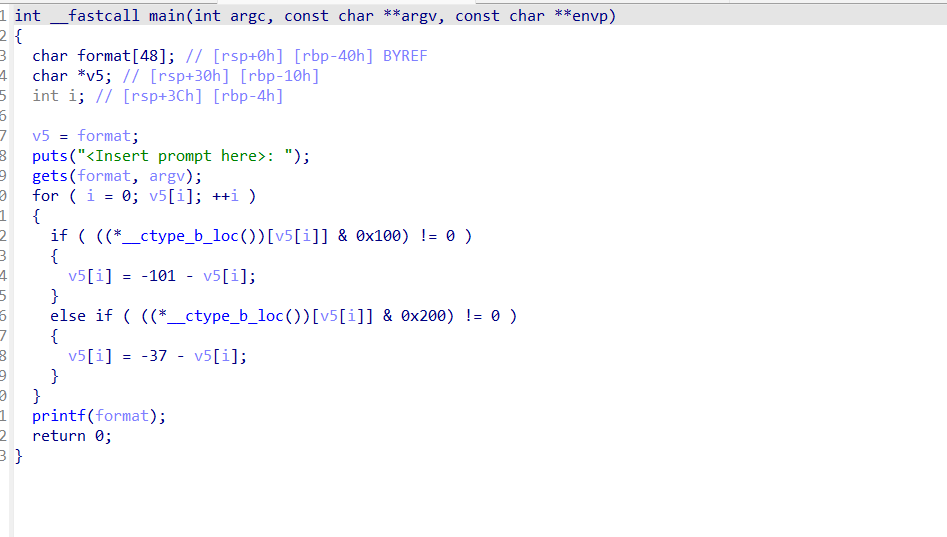 1 int __fastcall main(int argc, const char **argv, const char **envp)
2 {
3 char format[48]; // [rsp+0h] [rbp-40h] BYREF
4 char *v5; // [rsp+30h] [rbp-10h]
5 int i; // [rsp+3Ch] [rbp-4h]
6
7 v5 = format;
8 puts("<Insert prompt here>: ");
9 gets(format, argv);
0 for ( i = 0; v5[i]; ++i )
1 {
2 if ( ((*__ctype_b_loc())[v5[i]] & 0x100) != 0 )
3 {
4 v5[i] = -101 - v5[i];
5 }
6 else if ( ((*__ctype_b_loc())[v5[i]] & 0x200) != 0 )
7 {
8 v5[i] = -37 - v5[i];
9 }
0 }
1 printf(format);
2 return 0;
3 }